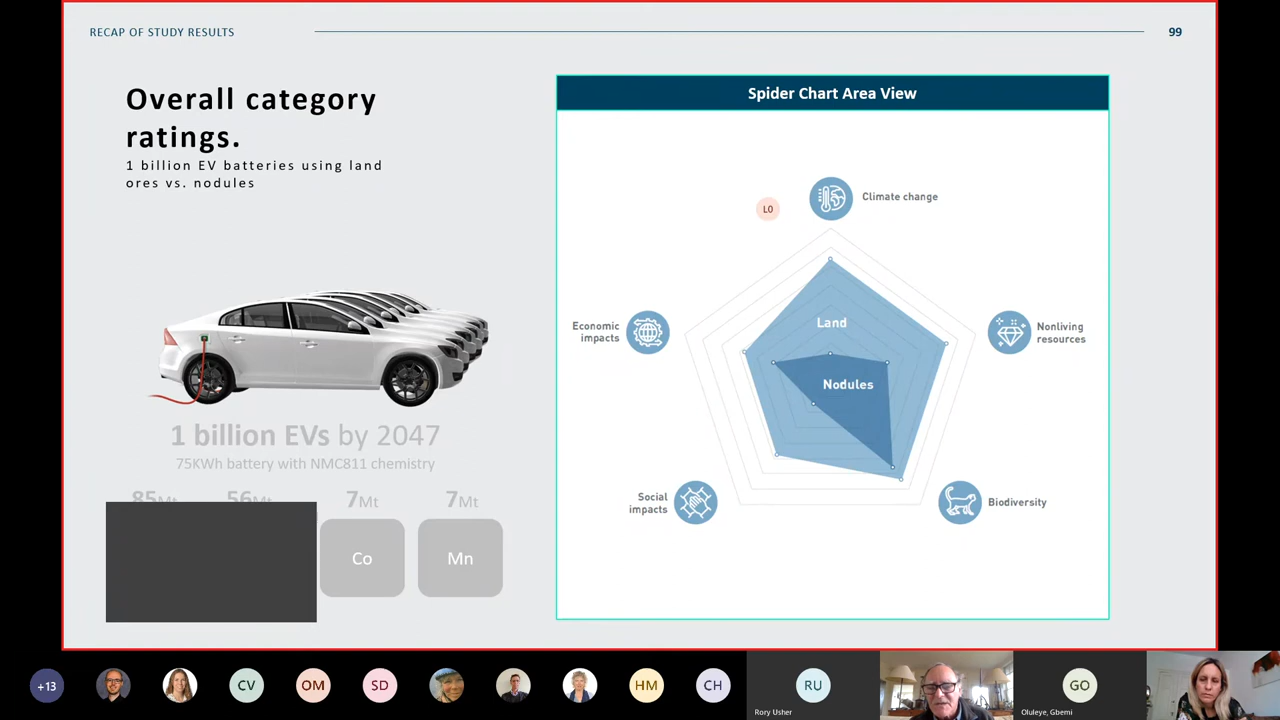 RECAP OF STUDY RESULTS
99
Overall category
ratings.
1 billion EV batteries using land
ores vs. nodules
Spider Chart Area View
LO
Climate change
Economic
impacts
Land
Nonliving
resources
Nodules
Social
impacts
Biodiversity
1 billion EVs by 2047
75KWh battery with NMC811 chemistry
85Mt 56Mt 7Mt 7Mt
Co Mn
+13 CV OM SD HM CH RU GO
Rory Usher
Oluleye, Gbemi